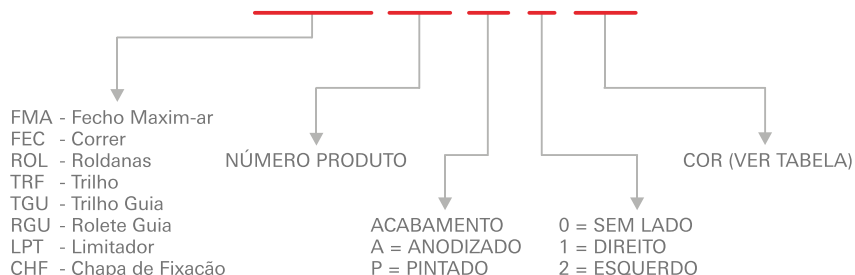 FMA - Fecho Maxim-ar
FEC - Correr
ROL - Roldanas
TRF - Trilho
TGU - Trilho Guia
RGU - Rolete Guia
LPT - Limitador
CHF - Chapa de Fixação
NÚMERO PRODUTO
ACABAMENTO
A = ANODIZADO
P = PINTADO
0 = SEM LADO
1 = DIREITO
2 = ESQUERDO
COR (VER TABELA)